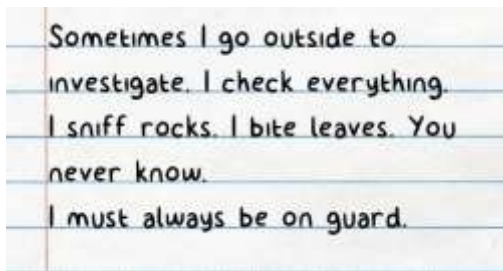 Sometimes I go outside to
investigate. I check everything.
I sniff rocks. I bite leaves. You
never know.
I must always be on guard.